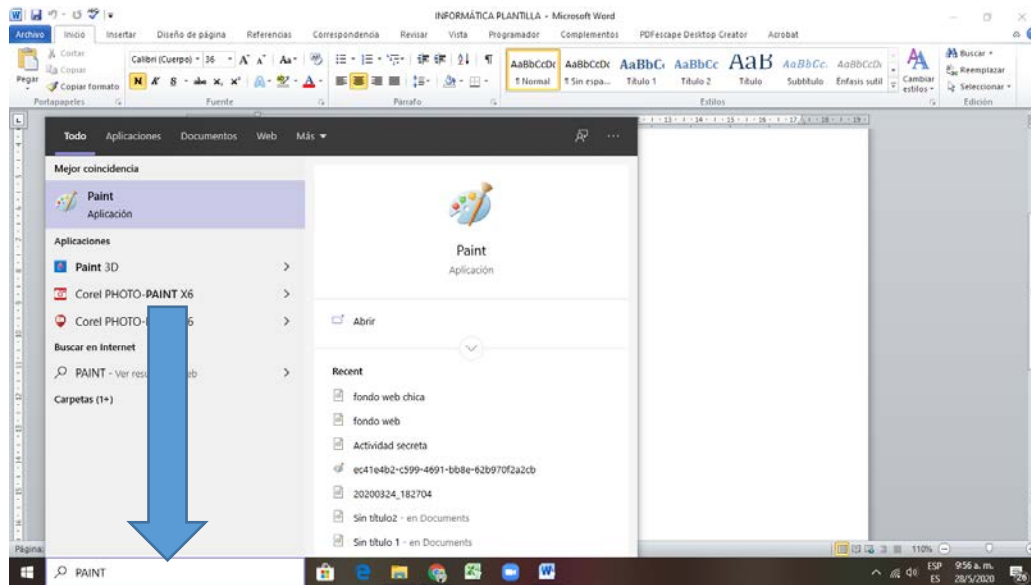 INFORMÁTICA PLANTILLA - Microsoft Word
Archivo Inicio Insertar Diseño de página Referencias Correspondencia Revisar Vista Programador Complementos PDFescape Desktop Creator Acrobat
Pegar
Cortar
Copiar
Copiar formato
Portapapeles
Calibri (Cuerpo) 36
N K S abc x, x²
Fuente
Párrafo
AaBbCcDc AaBbCcDc AaBbC AaBbCc AaB AaBbCc. AaBbCcDc
¶ Normal ¶ Sin espa... Título 1 Título 2 Título Subtítulo Énfasis sutil
Estilos
Cambiar
estilos
Buscar
Reemplazar
Seleccionar
Edición
Todo Aplicaciones Documentos Web Más
Mejor coincidencia
Paint
Aplicación
Aplicaciones
Paint 3D
Corel PHOTO-PAINT X6
Corel PHOTO-
Buscar en Internet
PAINT - Ver
Carpetas (1+)
Paint
Aplicación
Abrir
Recent
fondo web chica
fondo web
Actividad secreta
ec41e4b2-c599-4691-bb8e-62b970f2a2cb
20200324_182704
Sin título2 - en Documents
Sin título 1 - en Documents
Página:
110%
PAINT
ESP
ES
9:56 a. m.
28/5/2020